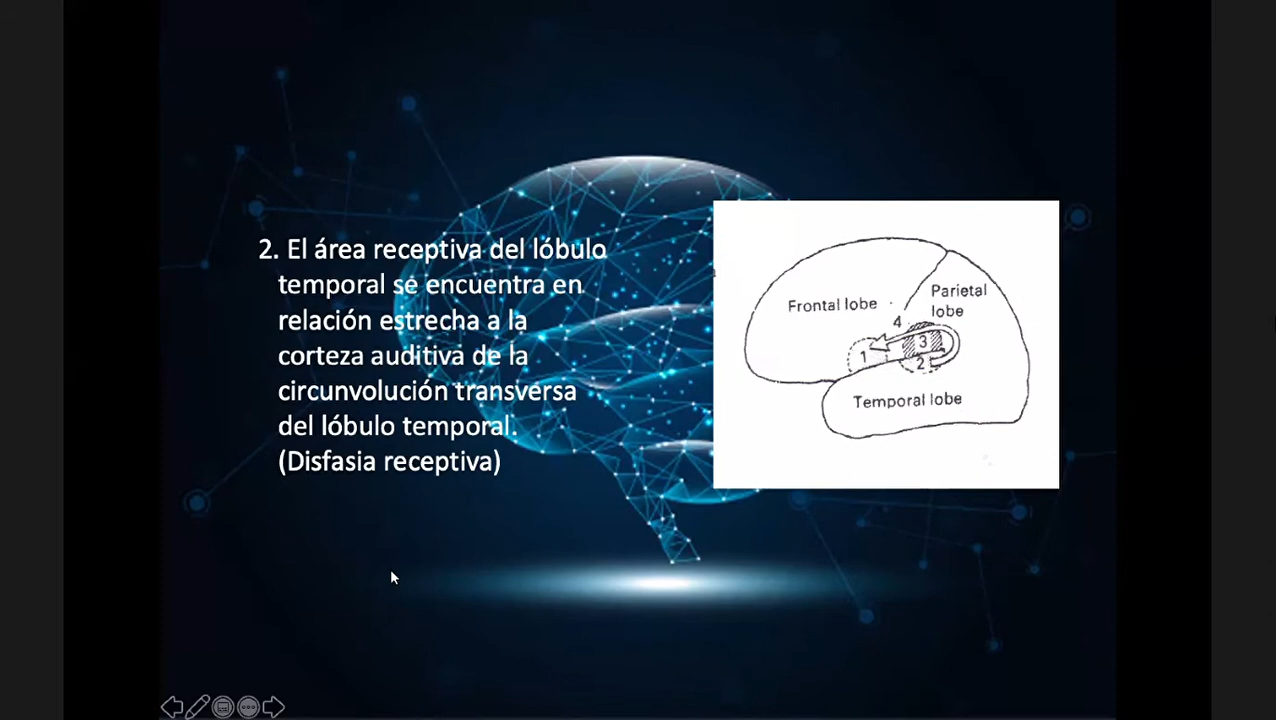 2. El área receptiva del lóbulo
temporal se encuentra en
relación estrecha a la
corteza auditiva de la
circunvolución transversa
del lóbulo temporal.
(Disfasia receptiva)
Frontal lobe
Parietal
lobe
4
3
1
2
Temporal lobe